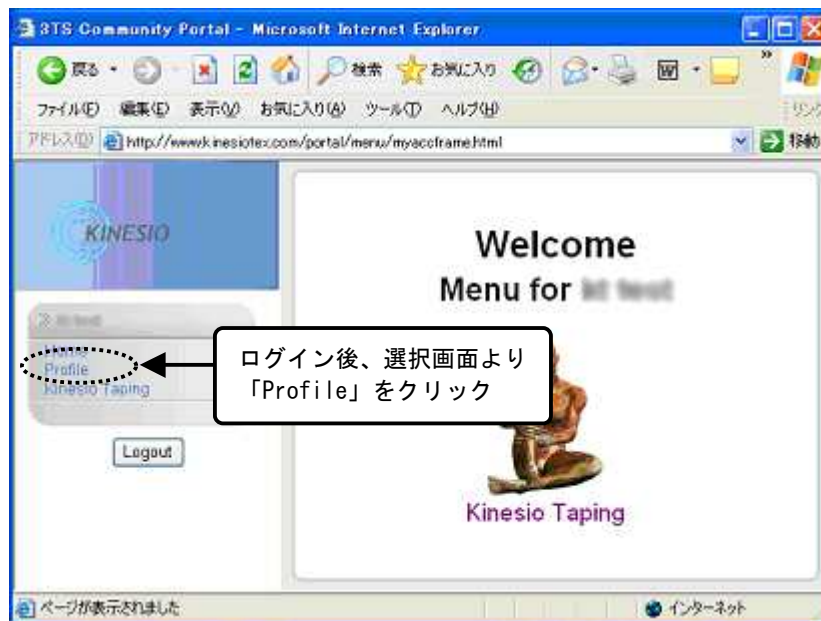 3TS Community Portal - Microsoft Internet Explorer
戻る
検索
お気に入り
»
ファイル(F) 編集(E) 表示(V) お気に入り(A) ツール(T) ヘルプ(H)
リンク
アドレス(D) http://www.kinesiotex.com/portal/menu/myaccframe.html
移動
KINESIO
Welcome
Menu for
Home
Profile
Kinesio Taping
ログイン後、選択画面より
「Profile」をクリック
Logout
Kinesio Taping
ページが表示されました
インターネット